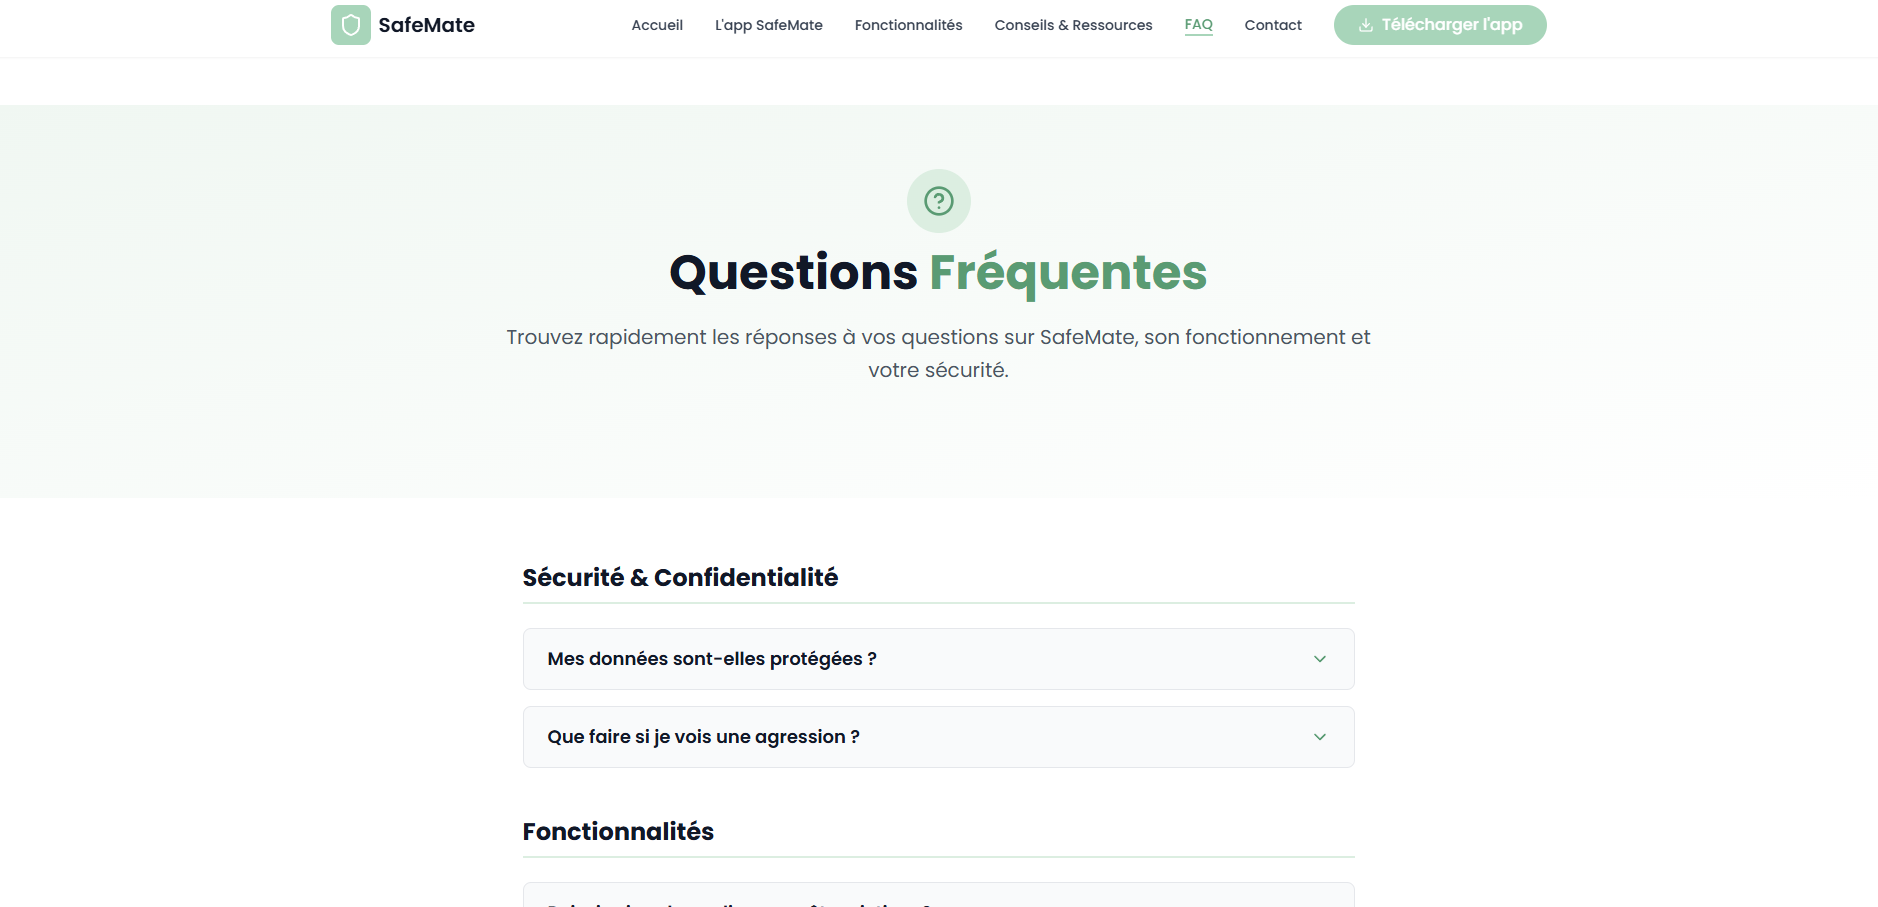 SafeMate
Accueil
L'app SafeMate
Fonctionnalités
Conseils & Ressources
FAQ
Contact
Télécharger l'app
Questions Fréquentes
Trouvez rapidement les réponses à vos questions sur SafeMate, son fonctionnement et
votre sécurité.
Sécurité & Confidentialité
Mes données sont-elles protégées ?
Que faire si je vois une agression ?
Fonctionnalités